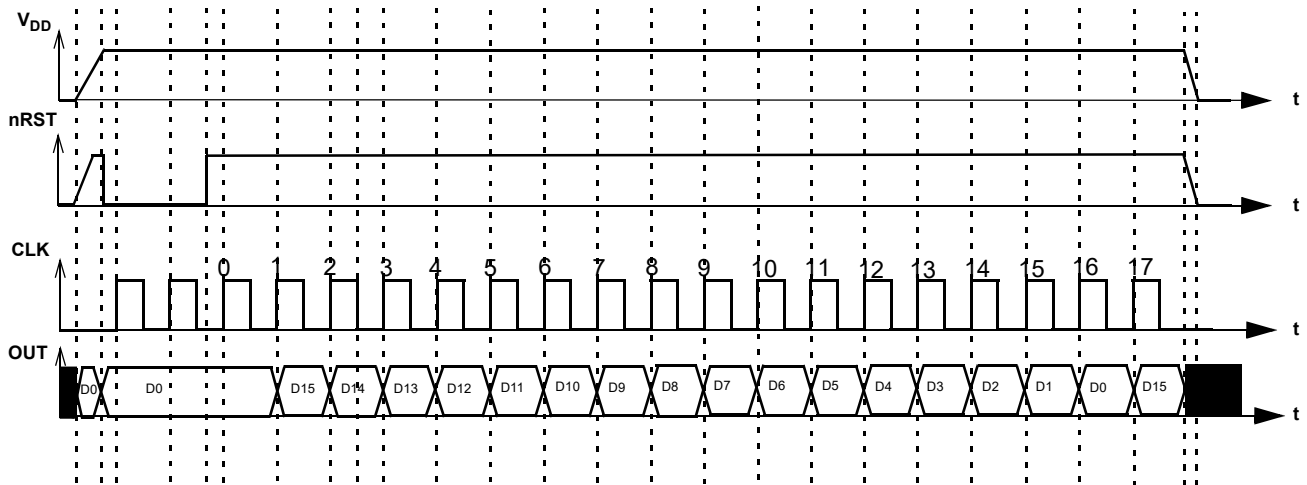 VDD
t
nRST
t
CLK
0 1 2 3 4 5 6 7 8 9 10 11 12 13 14 15 16 17
t
OUT
D0 D0 D15 D14 D13 D12 D11 D10 D9 D8 D7 D6 D5 D4 D3 D2 D1 D0 D15
t